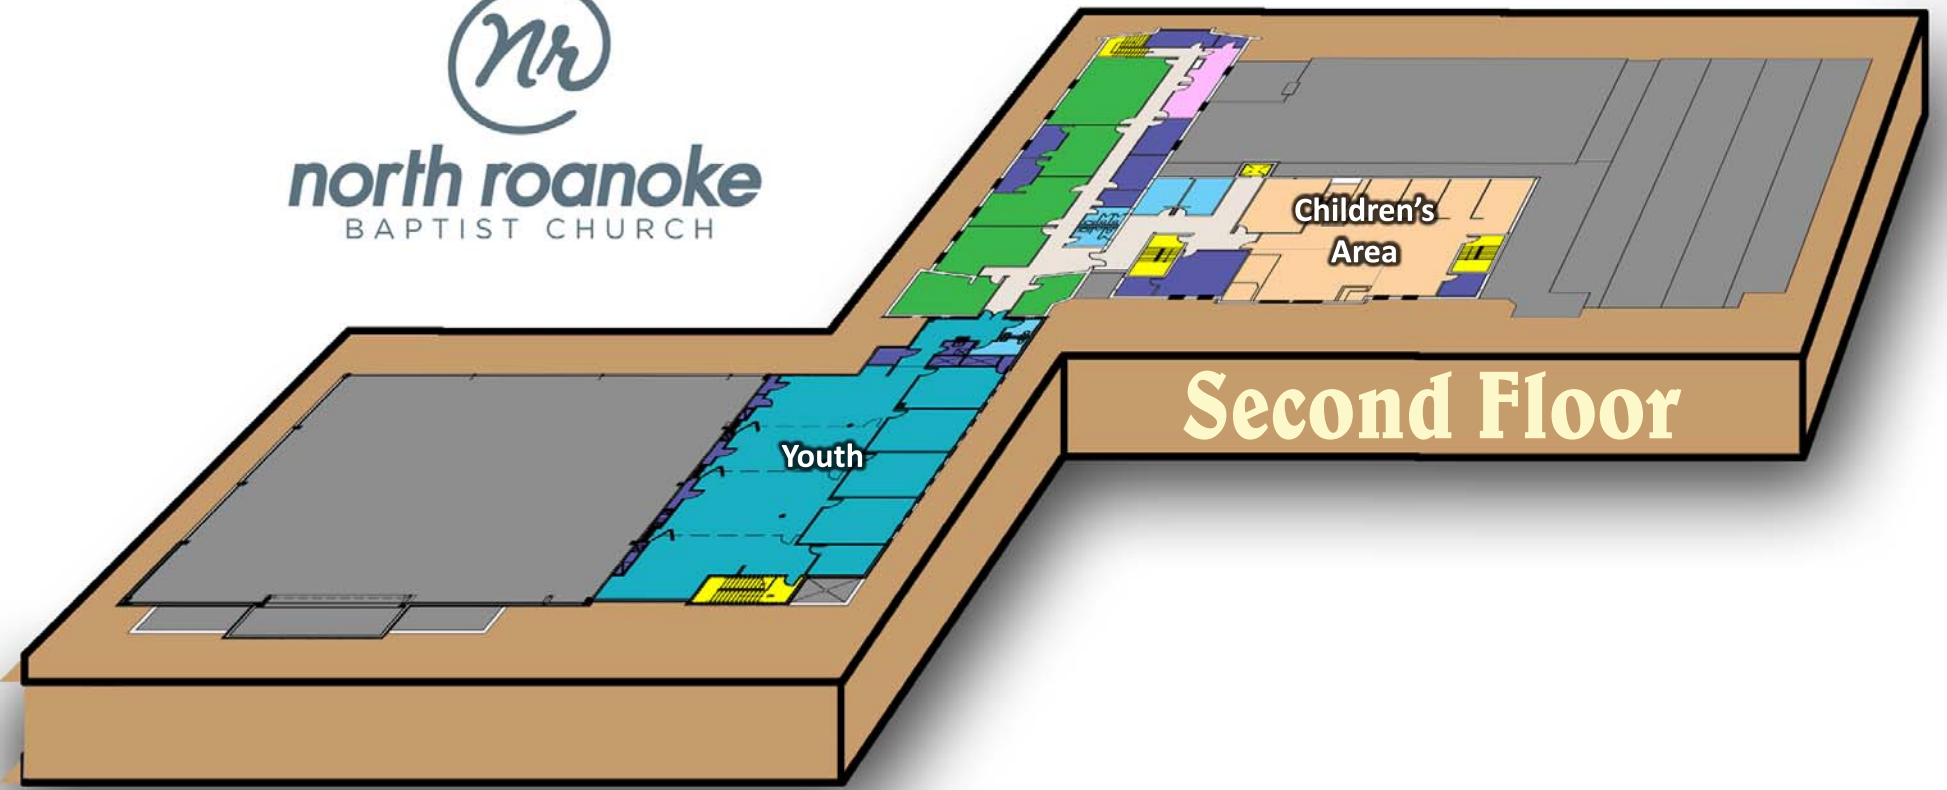 nr
north roanoke
BAPTIST CHURCH
Children's
Area
Second Floor
Youth